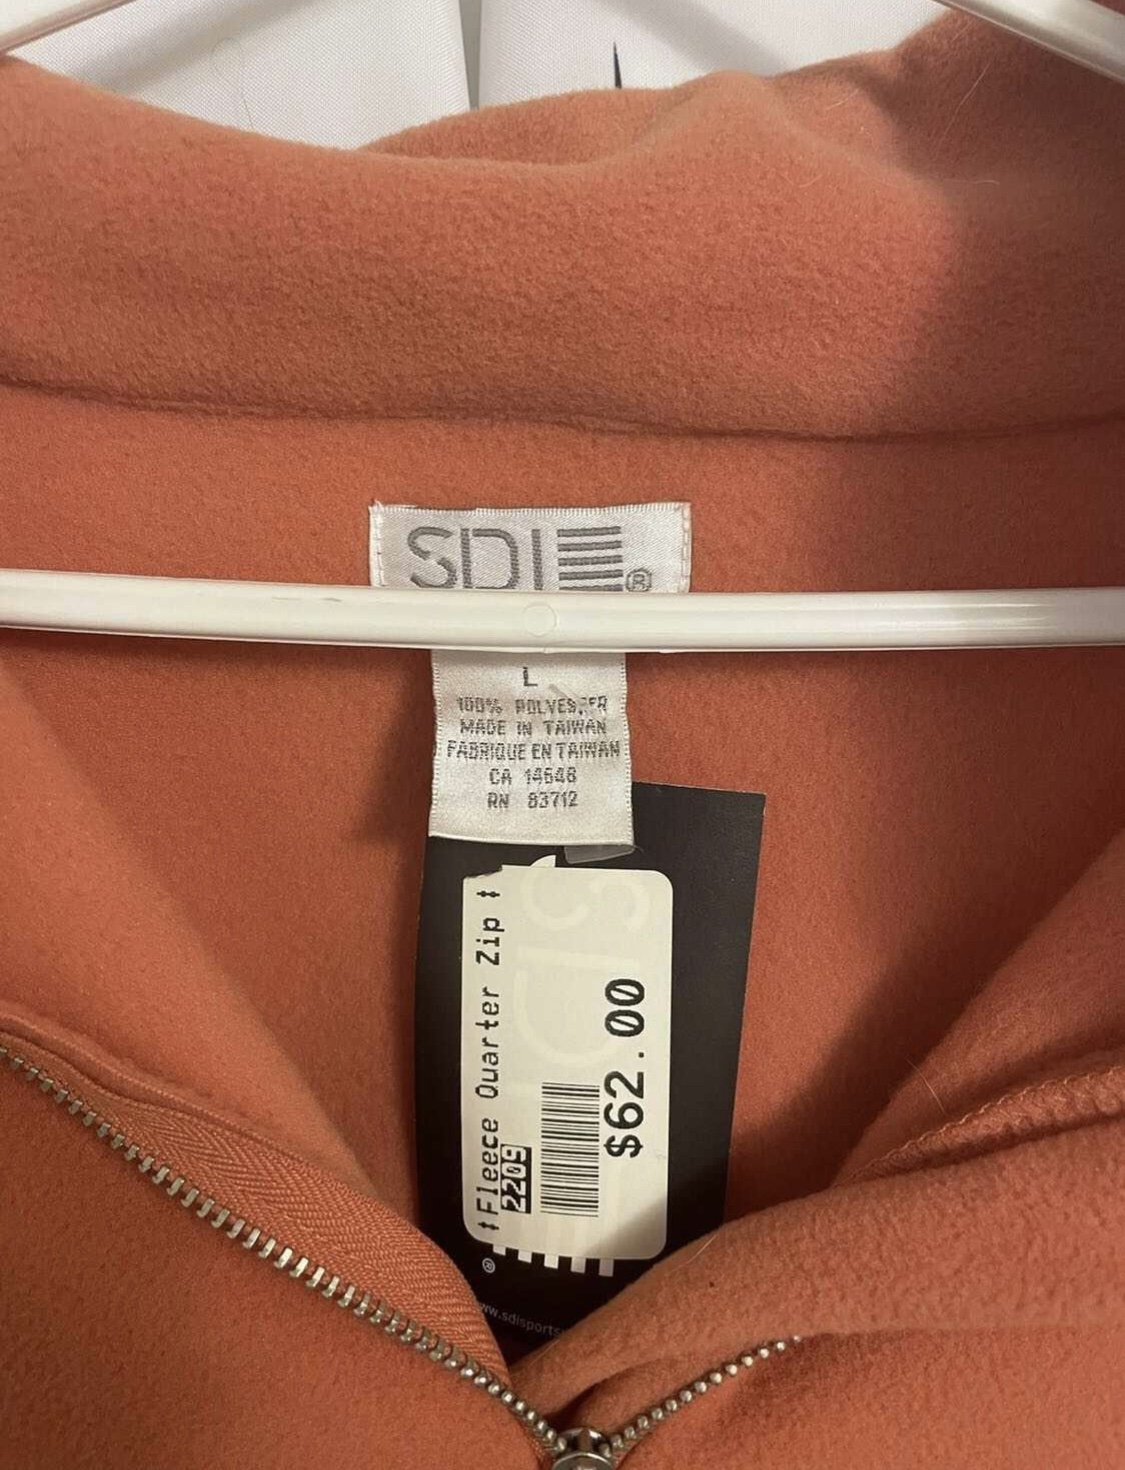 SDI ®
L
100% POLYESTER
MADE IN TAIWAN
FABRIQUE EN TAIWAN
CA 14648
RN 83712
‡Fleece Quarter Zip ‡
2209
$62.00
®
www.sdisports